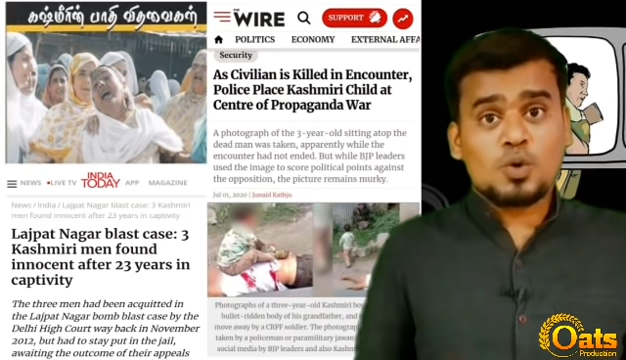 கஷ்மீரின் பாதி விதவைகள்
INDIA
TODAY
NEWS
LIVE TV
APP
MAGAZINE
News / India / Lajpat Nagar blast case: 3 Kashmiri
men found innocent after 23 years in captivity
Lajpat Nagar blast case: 3
Kashmiri men found
innocent after 23 years in
captivity
The three men had been acquitted in
the Lajpat Nagar bomb blast case by the
Delhi High Court way back in November
2012, but had to stay put in the jail,
awaiting the outcome of their appeals
THE
WIRE
SUPPORT
POLITICS
ECONOMY
EXTERNAL AFFA
Security
As Civilian is Killed in Encounter,
Police Place Kashmiri Child at
Centre of Propaganda War
A photograph of the 3-year-old sitting atop the
dead man was taken, apparently while the
encounter had not ended. But while BJP leaders
used the image to score political points against
the opposition, the picture remains murky.
Jul 01, 2020 | Junaid Kathju
Photographs of a three-year-old Kashmiri bo
bullet-ridden body of his grandfather, and
move away by a CRPF soldier. The photograph
taken by a policeman or paramilitary jawan
social media by BJP leaders and also Kashm
Oats
Production